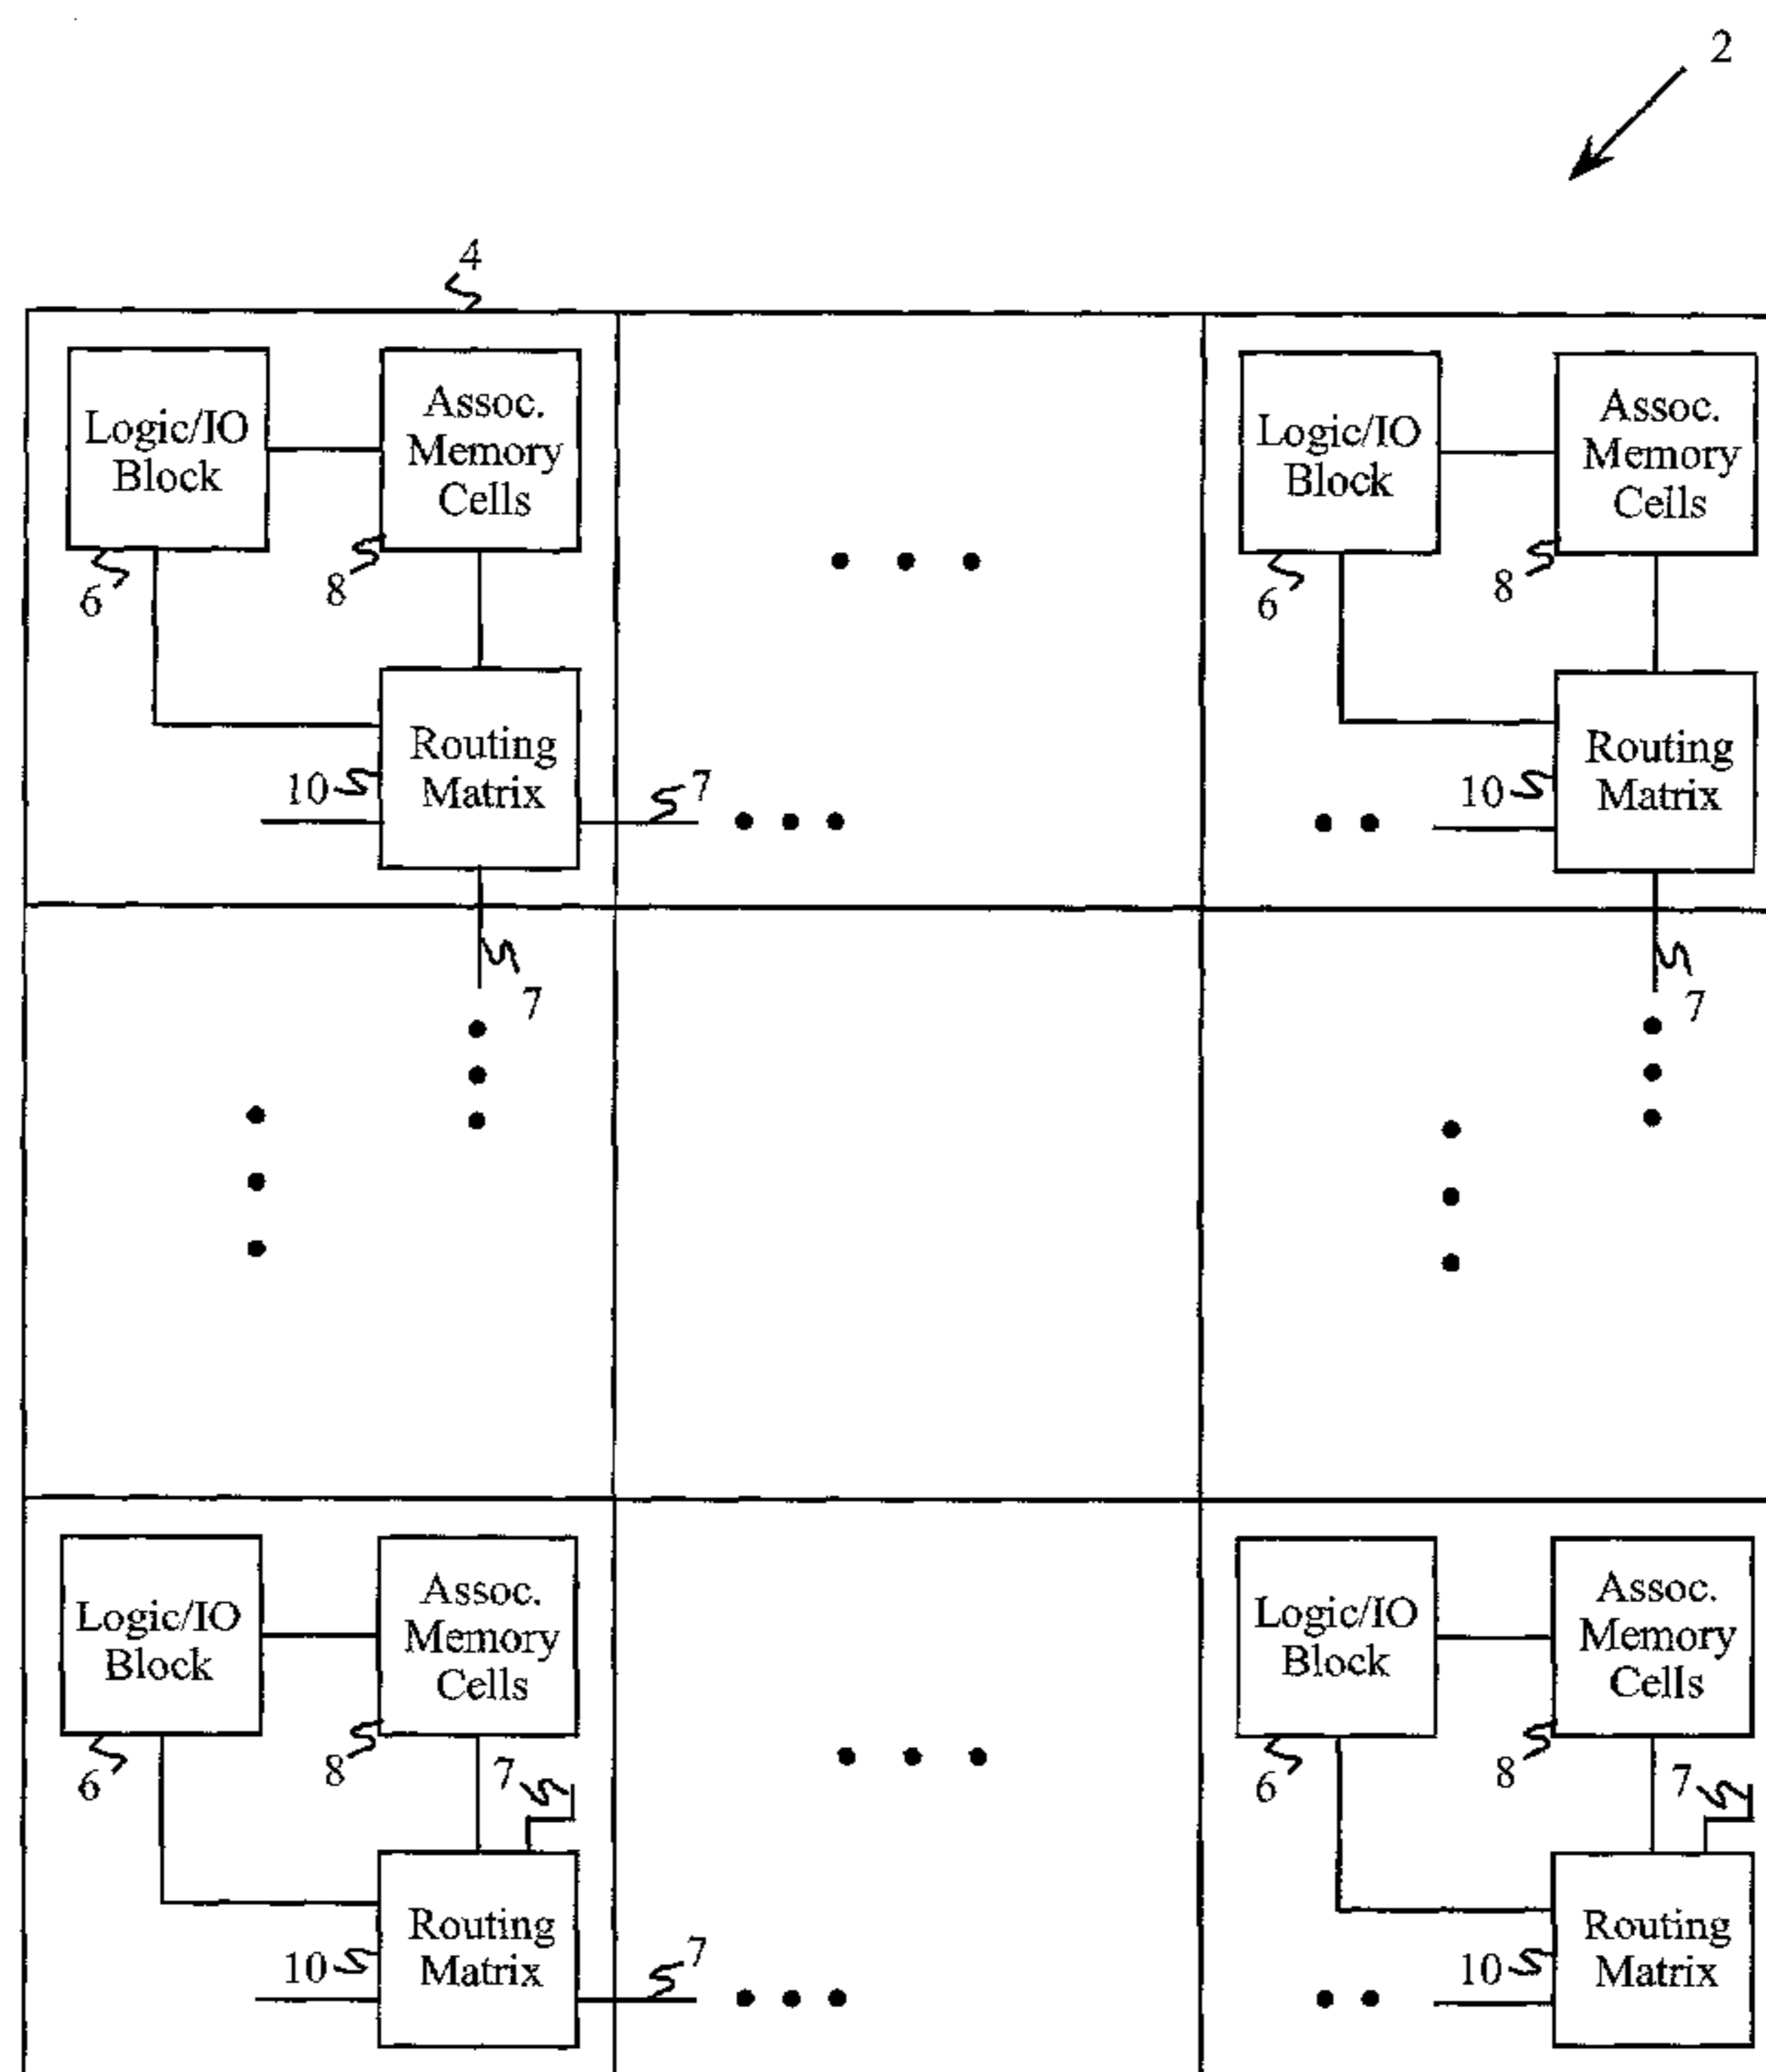 2
4
Logic/IO
Block
Assoc.
Memory
Cells
6
8
Routing
Matrix
10
7
7
Logic/IO
Block
Assoc.
Memory
Cells
6
8
Routing
Matrix
10
7
Logic/IO
Block
Assoc.
Memory
Cells
6
8
7
Routing
Matrix
10
7
Logic/IO
Block
Assoc.
Memory
Cells
6
8
7
Routing
Matrix
10